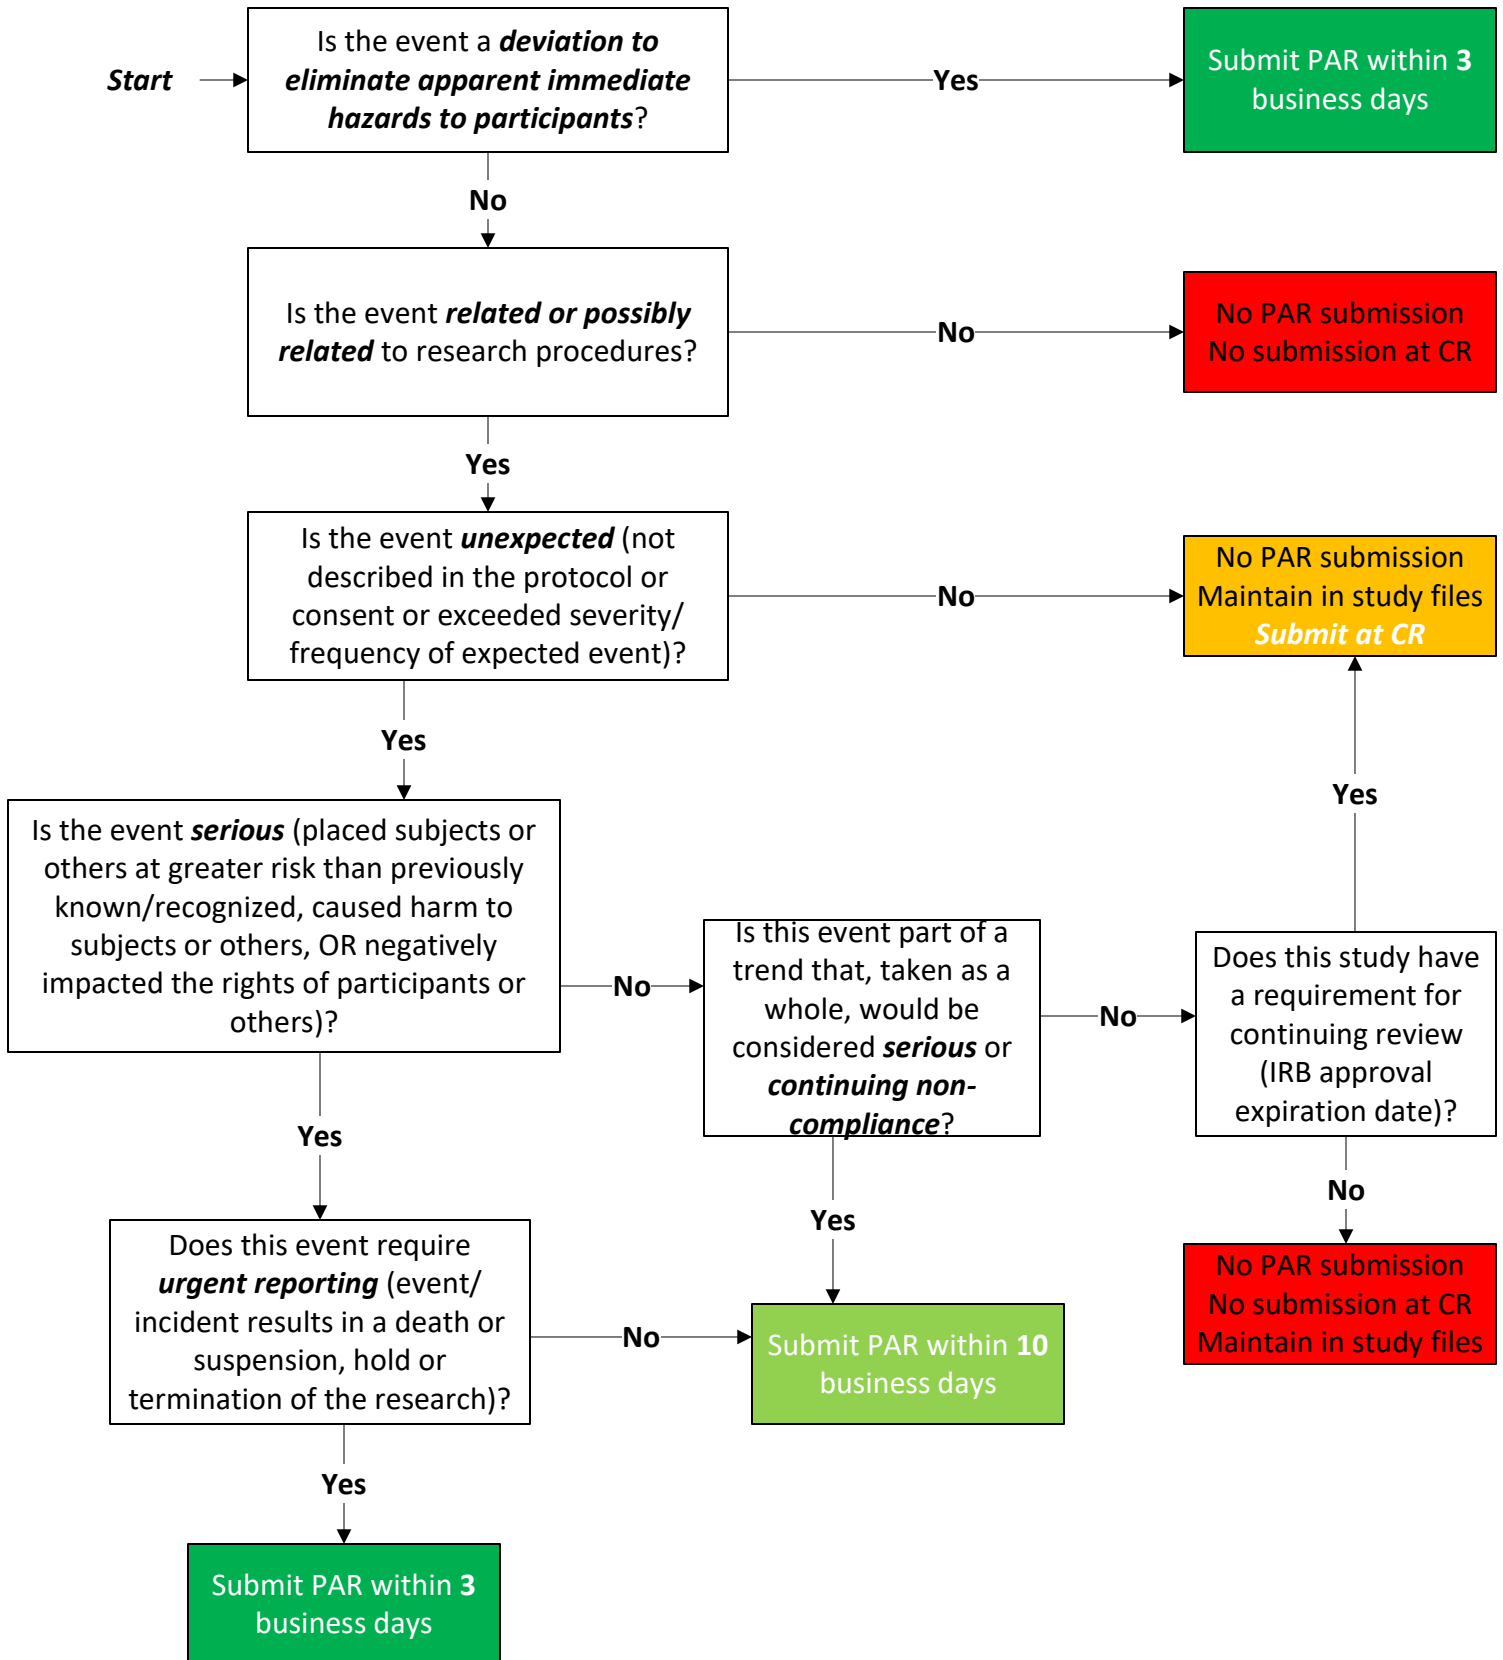 Start
Is the event a deviation to
eliminate apparent immediate
hazards to participants?
Yes
Submit PAR within 3
business days
No
Is the event related or possibly
related to research procedures?
No
No PAR submission
No submission at CR
Yes
Is the event unexpected (not
described in the protocol or
consent or exceeded severity/
frequency of expected event)?
No
No PAR submission
Maintain in study files
Submit at CR
Yes
Is the event serious (placed subjects or
others at greater risk than previously
known/recognized, caused harm to
subjects or others, OR negatively
impacted the rights of participants or
others)?
No
Is this event part of a
trend that, taken as a
whole, would be
considered serious or
continuing non-
compliance?
No
Does this study have
a requirement for
continuing review
(IRB approval
expiration date)?
Yes
No
No PAR submission
No submission at CR
Maintain in study files
Yes
Yes
Does this event require
urgent reporting (event/
incident results in a death or
suspension, hold or
termination of the research)?
No
Submit PAR within 10
business days
Yes
Submit PAR within 3
business days